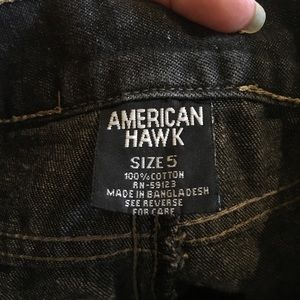 AMERICAN
HAWK
SIZE 5
100% COTTON
RN-59123
MADE IN BANGLADESH
SEE REVERSE
FOR CARE